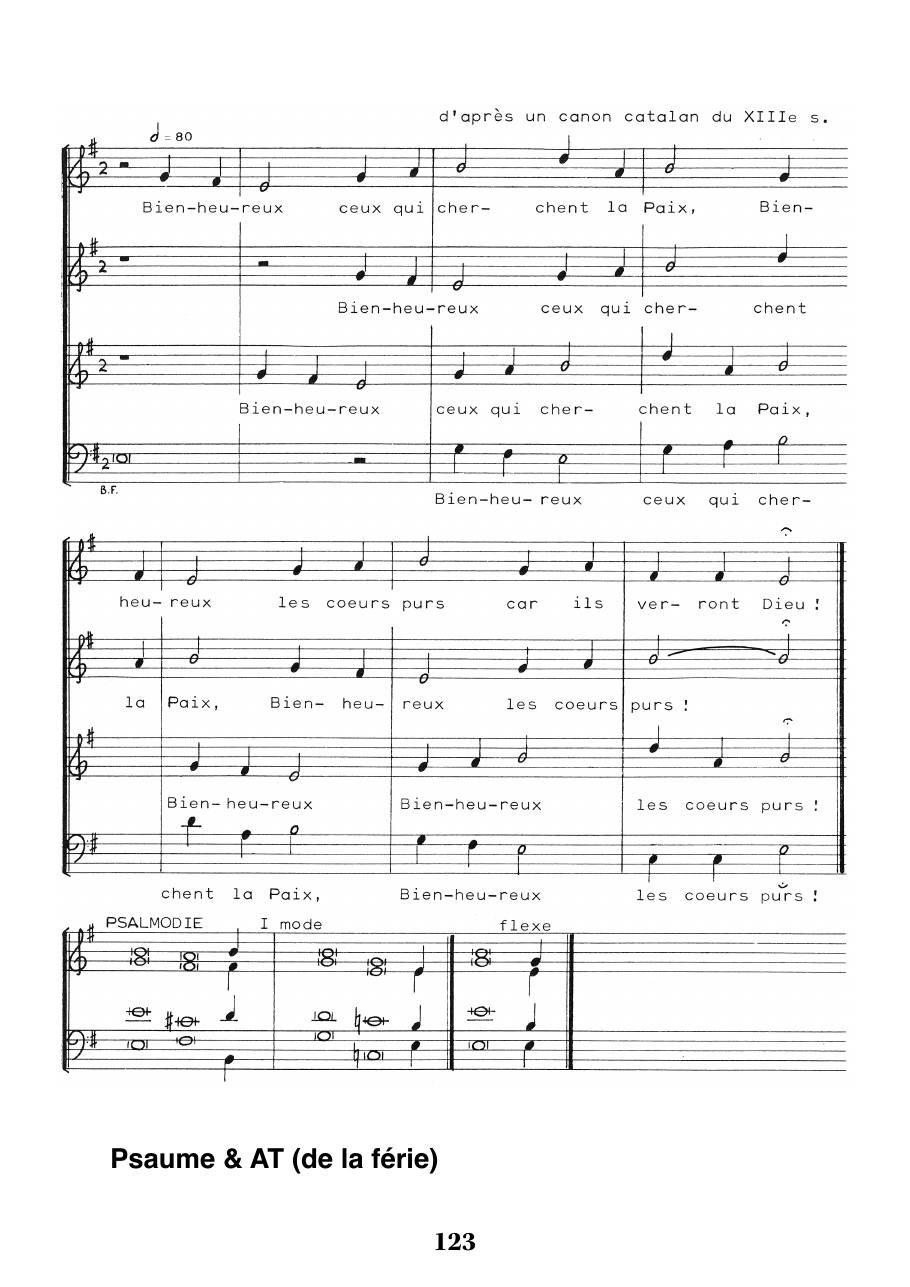 d'après un canon catalan du XIIIe s.
= 80
2
Bien-heu-reux ceux qui cher- chent la Paix, Bien-
2
Bien-heu-reux ceux qui cher- chent
2
Bien-heu-reux ceux qui cher- chent la Paix,
2
B.F.
Bien-heu- reux ceux qui cher-
heu- reux les coeurs purs car ils ver- ront Dieu !
la Paix, Bien- heu- reux les coeurs purs !
Bien- heu-reux Bien-heu-reux les coeurs purs !
chent la Paix, Bien-heu-reux les coeurs purs !
PSALMODIE I mode flexe
Psaume & AT (de la férie)
123